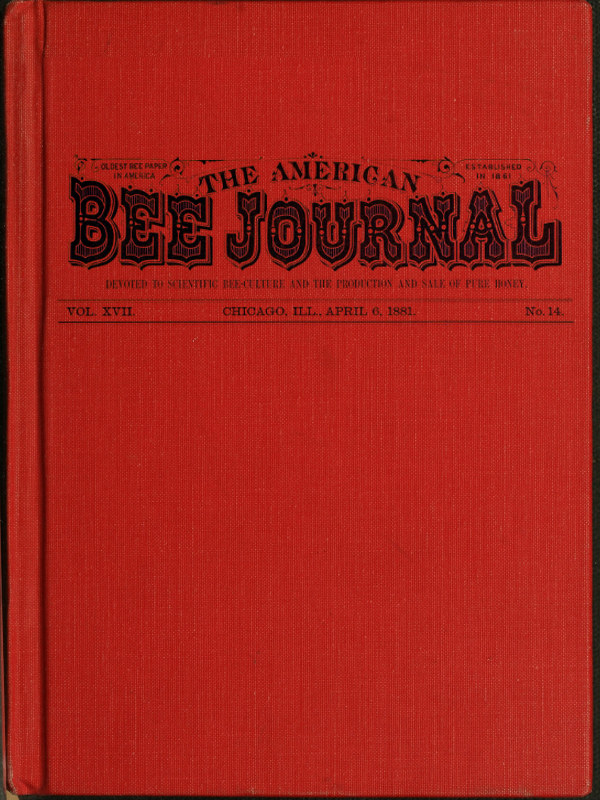 OLDEST BEE PAPER
IN AMERICA
ESTABLISHED
IN 1861
THE AMERICAN
BEE JOURNAL
DEVOTED TO SCIENTIFIC BEE-CULTURE AND THE PRODUCTION AND SALE OF PURE HONEY.
VOL. XVII. CHICAGO, ILL., APRIL 6, 1881. No. 14.